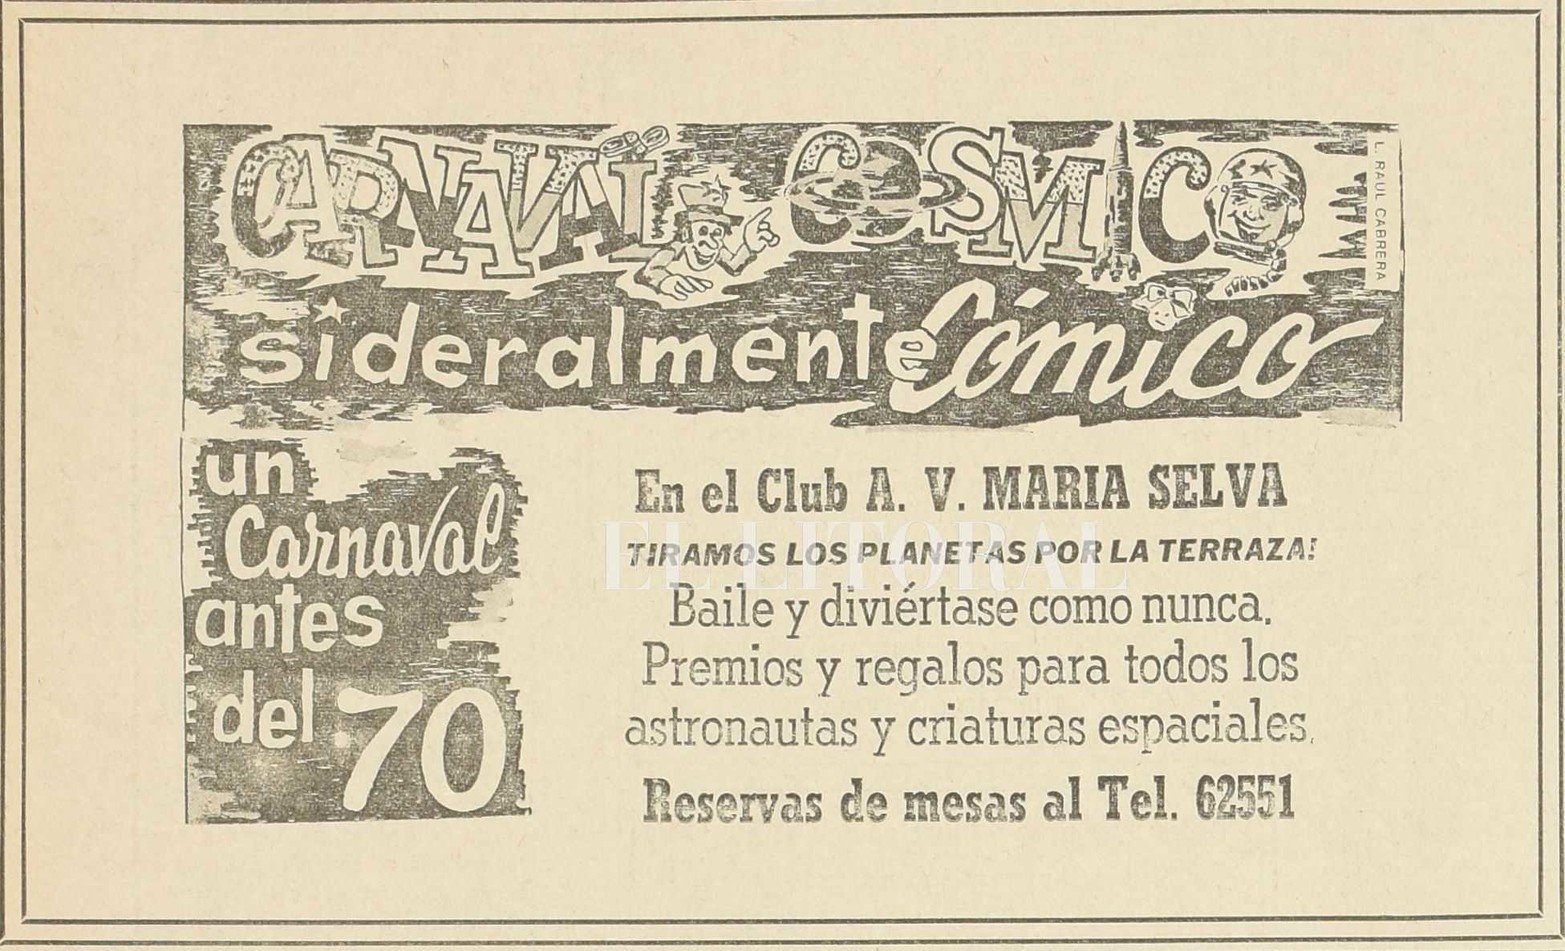 CARNAVAL COSMICO
L. RAUL CABRERA
sideralmente Cómico
un
Carnaval
antes
del 70
En el Club A. V. MARIA SELVA
TIRAMOS LOS PLANETAS POR LA TERRAZA!
EL LITORAL
Baile y diviértase como nunca.
Premios y regalos para todos los
astronautas y criaturas espaciales.
Reservas de mesas al Tel. 62551